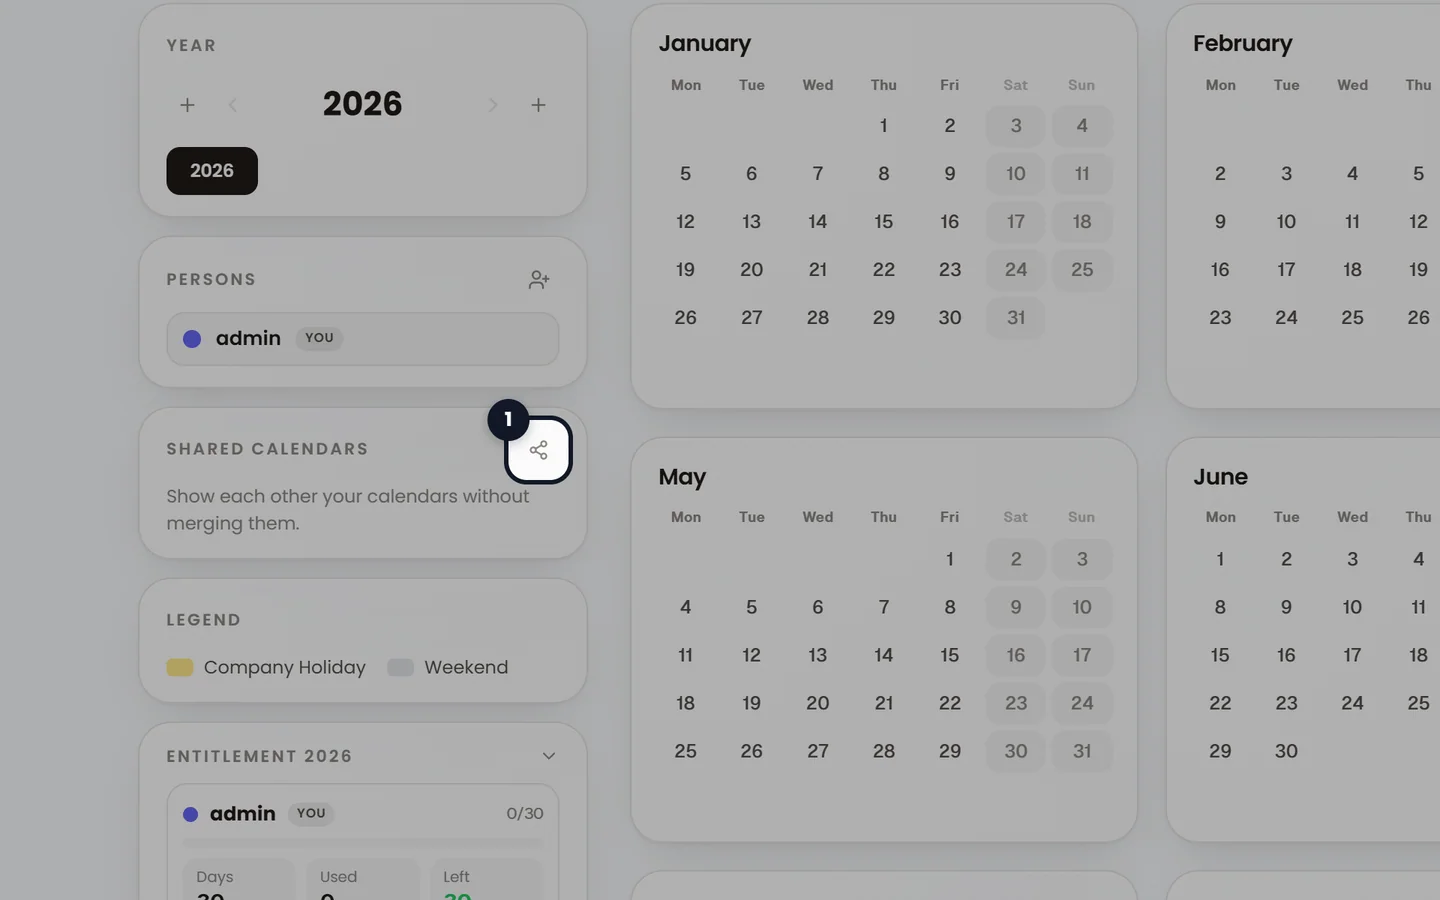 YEAR
2026
2026
PERSONS
admin YOU
1
SHARED CALENDARS
Show each other your calendars without
merging them.
LEGEND
Company Holiday Weekend
ENTITLEMENT 2026
admin YOU 0/30
Days Used Left
30 0 30
January
Mon Tue Wed Thu Fri Sat Sun
1 2 3 4
5 6 7 8 9 10 11
12 13 14 15 16 17 18
19 20 21 22 23 24 25
26 27 28 29 30 31
February
Mon Tue Wed Thu
2 3 4 5
9 10 11 12
16 17 18 19
23 24 25 26
May
Mon Tue Wed Thu Fri Sat Sun
1 2 3
4 5 6 7 8 9 10
11 12 13 14 15 16 17
18 19 20 21 22 23 24
25 26 27 28 29 30 31
June
Mon Tue Wed Thu
1 2 3 4
8 9 10 11
15 16 17 18
22 23 24 25
29 30